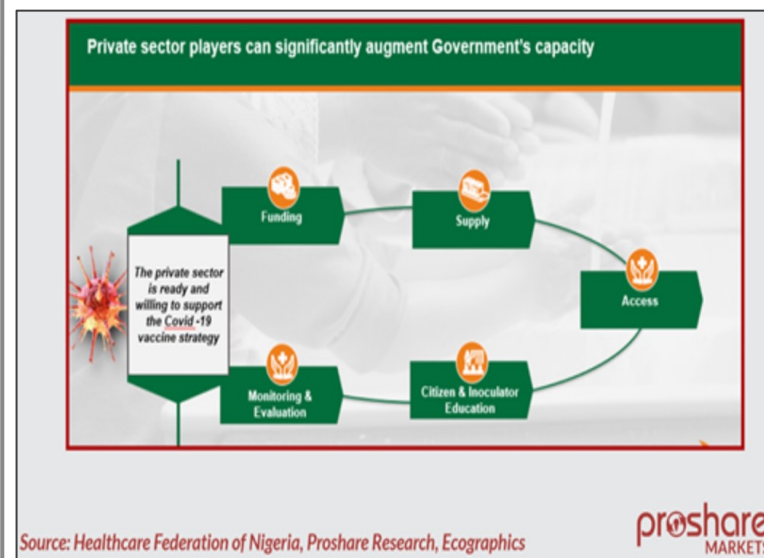 Private sector players can significantly augment Government's capacity
Funding
Supply
The private sector
is ready and
willing to support
the Covid -19
vaccine strategy
Access
Monitoring &
Evaluation
Citizen & Inoculator
Education
proshare
MARKETS
Source: Healthcare Federation of Nigeria, Proshare Research, Ecographics